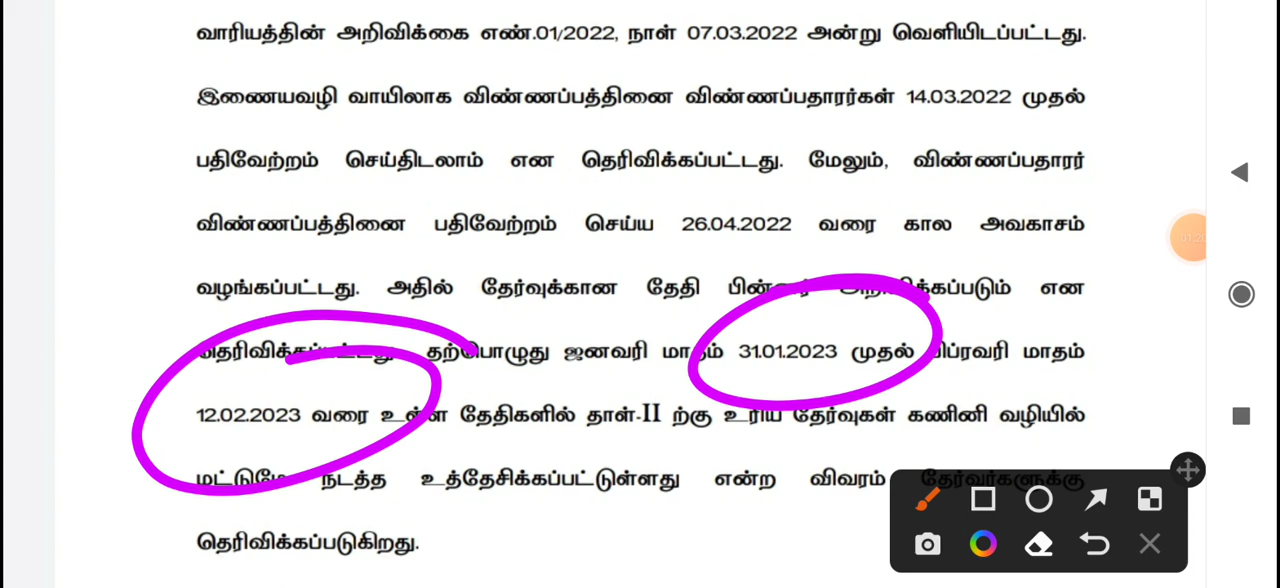 வாரியத்தின் அறிவிக்கை எண்.01/2022, நாள் 07.03.2022 அன்று வெளியிடப்பட்டது.
இணையவழி வாயிலாக விண்ணப்பத்தினை விண்ணப்பதாரர்கள் 14.03.2022 முதல்
பதிவேற்றம் செய்திடலாம் என தெரிவிக்கப்பட்டது. மேலும், விண்ணப்பதாரர்
விண்ணப்பத்தினை பதிவேற்றம் செய்ய 26.04.2022 வரை கால அவகாசம்
வழங்கப்பட்டது. அதில் தேர்வுக்கான தேதி பின்னர் அறிவிக்கப்படும் என
தெரிவிக்கப்பட்டது. தற்பொழுது ஜனவரி மாதம் 31.01.2023 முதல் பிப்ரவரி மாதம்
12.02.2023 வரை உள்ள தேதிகளில் தாள்-II ற்கு உரிய தேர்வுகள் கணினி வழியில்
மட்டுமே நடத்த உத்தேசிக்கப்பட்டுள்ளது என்ற விவரம் தேர்வர்களுக்கு
தெரிவிக்கப்படுகிறது.